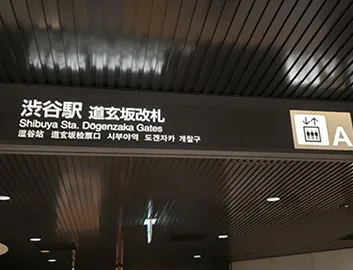 渋谷駅 道玄坂改札
Shibuya Sta. Dōgenzaka Gates
涩谷站 道玄坂检票口 시부야역 도겐자카 개찰구
A